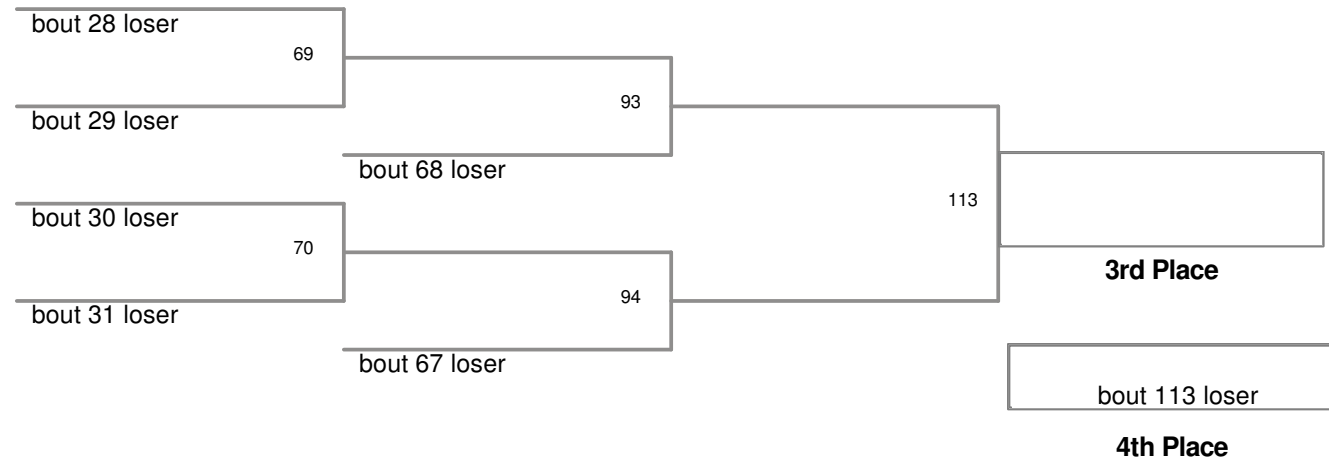 bout 28 loser
69
bout 29 loser
93
bout 68 loser
bout 30 loser
113
70
3rd Place
94
bout 31 loser
bout 67 loser
bout 113 loser
4th Place